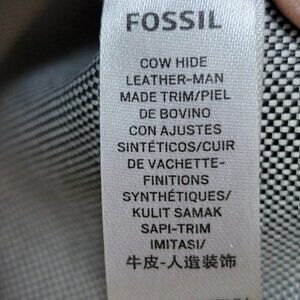 FOSSIL
COW HIDE
LEATHER-MAN
MADE TRIM/PIEL
DE BOVINO
CON AJUSTES
SINTÉTICOS/CUIR
DE VACHETTE-
FINITIONS
SYNTHÉTIQUES/
KULIT SAMAK
SAPI-TRIM
IMITASI/
牛皮-人造装饰